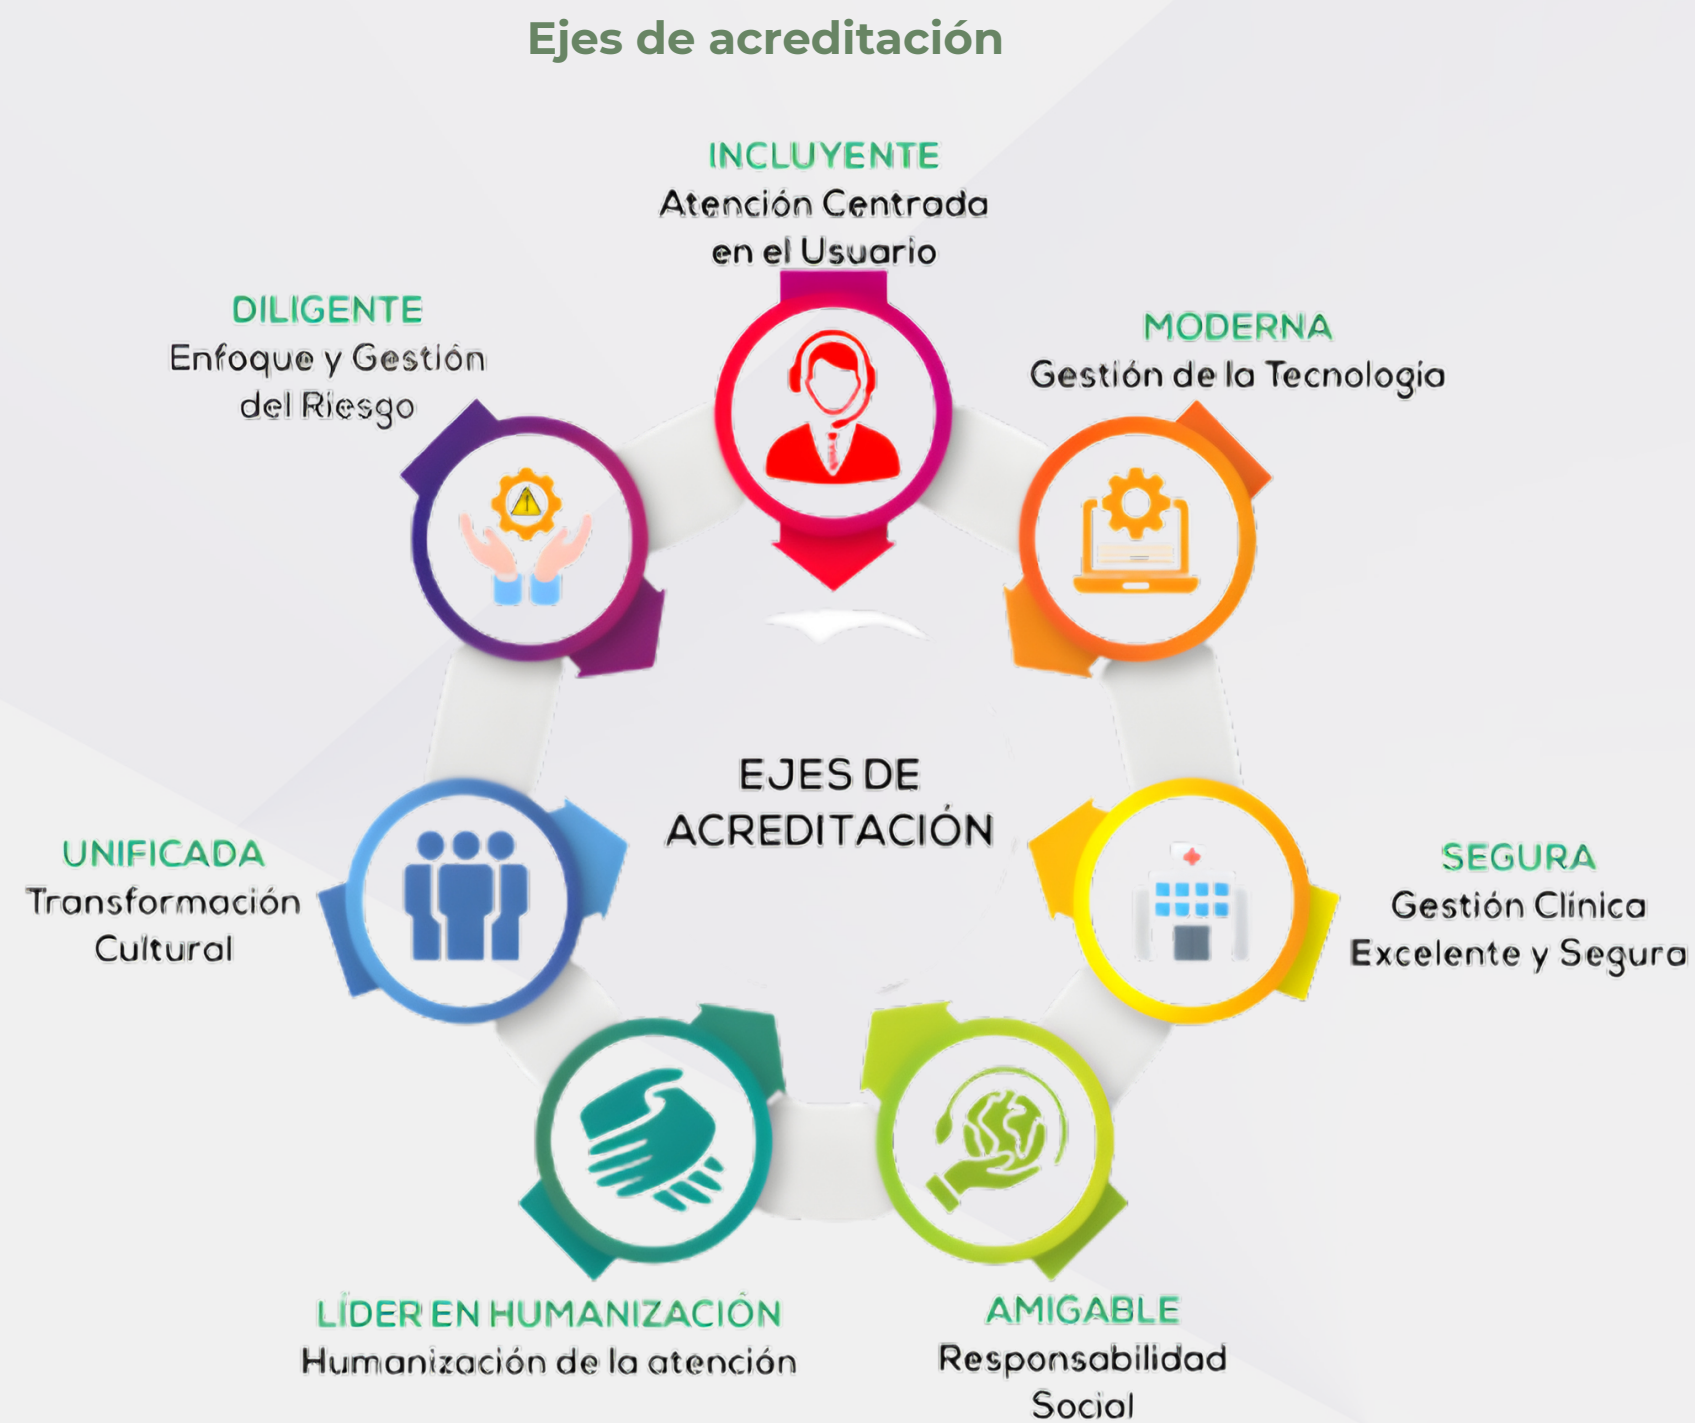 Ejes de acreditación
INCLUYENTE
Atención Centrada
en el Usuario
MODERNA
Gestión de la Tecnología
SEGURA
Gestión Clínica
Excelente y Segura
AMIGABLE
Responsabilidad
Social
LÍDER EN HUMANIZACIÓN
Humanización de la atención
UNIFICADA
Transformación
Cultural
DILIGENTE
Enfoque y Gestión
del Riesgo
EJES DE
ACREDITACIÓN